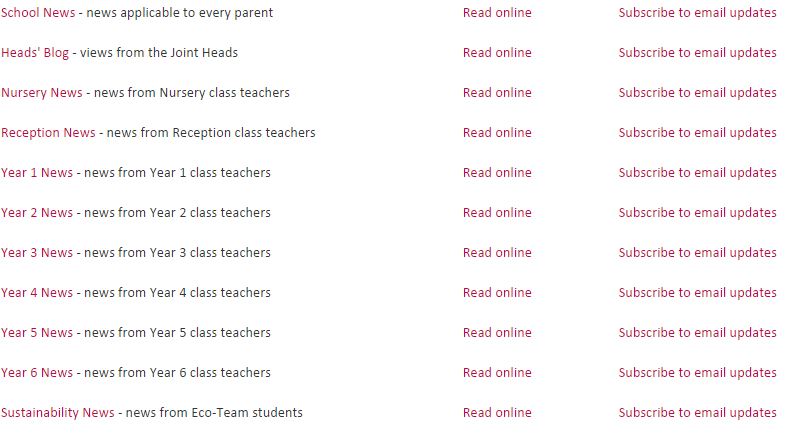 School News - news applicable to every parent Read online Subscribe to email updates
Heads' Blog - views from the Joint Heads Read online Subscribe to email updates
Nursery News - news from Nursery class teachers Read online Subscribe to email updates
Reception News - news from Reception class teachers Read online Subscribe to email updates
Year 1 News - news from Year 1 class teachers Read online Subscribe to email updates
Year 2 News - news from Year 2 class teachers Read online Subscribe to email updates
Year 3 News - news from Year 3 class teachers Read online Subscribe to email updates
Year 4 News - news from Year 4 class teachers Read online Subscribe to email updates
Year 5 News - news from Year 5 class teachers Read online Subscribe to email updates
Year 6 News - news from Year 6 class teachers Read online Subscribe to email updates
Sustainability News - news from Eco-Team students Read online Subscribe to email updates